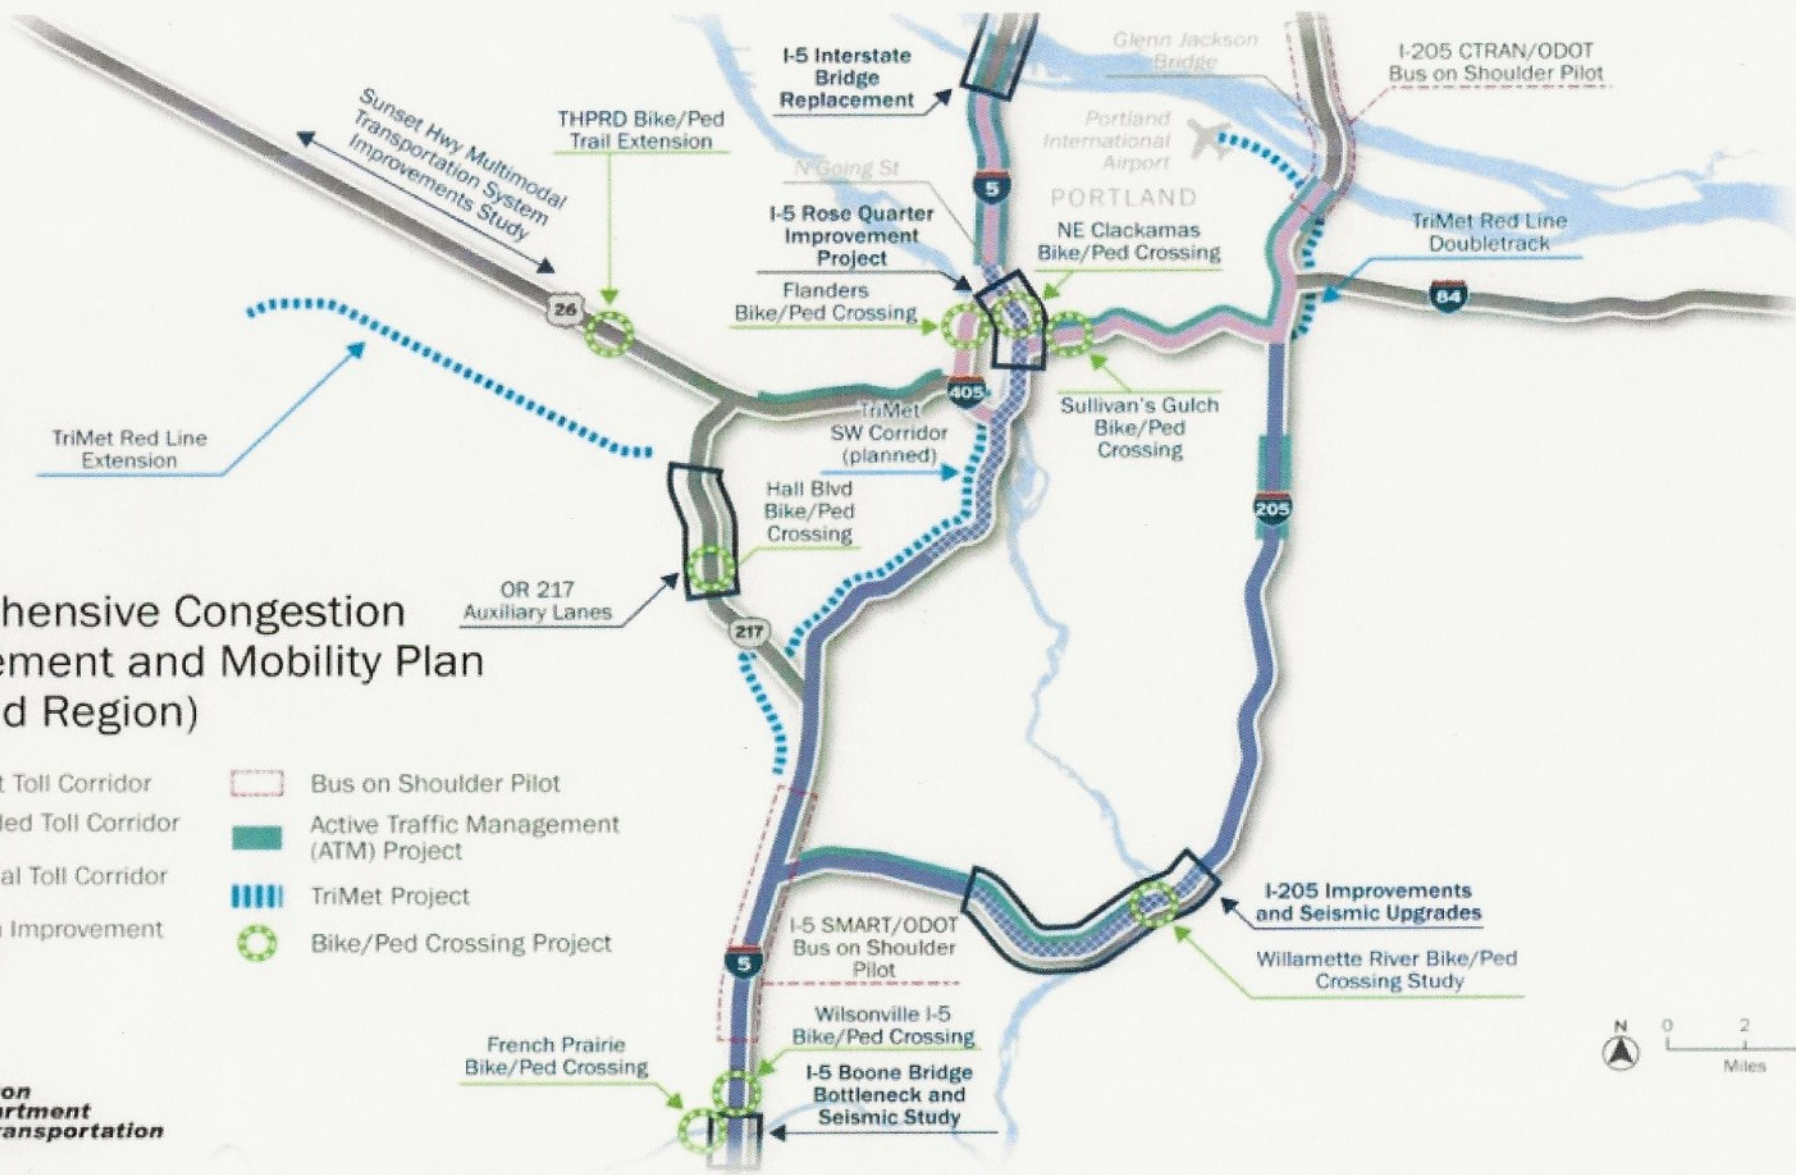 I-5 Interstate
Bridge
Replacement
Glenn Jackson
Bridge
I-205 CTRAN/ODOT
Bus on Shoulder Pilot
Sunset Hwy Multimodal
Transportation System
Improvements Study
THPRD Bike/Ped
Trail Extension
Portland
International
Airport
N Going St
5
PORTLAND
I-5 Rose Quarter
Improvement
Project
NE Clackamas
Bike/Ped Crossing
TriMet Red Line
Doubletrack
Flanders
Bike/Ped Crossing
26
84
405
TriMet
SW Corridor
(planned)
Sullivan's Gulch
Bike/Ped
Crossing
TriMet Red Line
Extension
Hall Blvd
Bike/Ped
Crossing
205
OR 217
Auxiliary Lanes
217
hensive Congestion
ement and Mobility Plan
d Region)
t Toll Corridor
led Toll Corridor
al Toll Corridor
n Improvement
Bus on Shoulder Pilot
Active Traffic Management
(ATM) Project
TriMet Project
Bike/Ped Crossing Project
I-5 SMART/ODOT
Bus on Shoulder
Pilot
5
I-205 Improvements
and Seismic Upgrades
Willamette River Bike/Ped
Crossing Study
Wilsonville I-5
Bike/Ped Crossing
French Prairie
Bike/Ped Crossing
I-5 Boone Bridge
Bottleneck and
Seismic Study
N
0 2
Miles
on
artment
ransportation